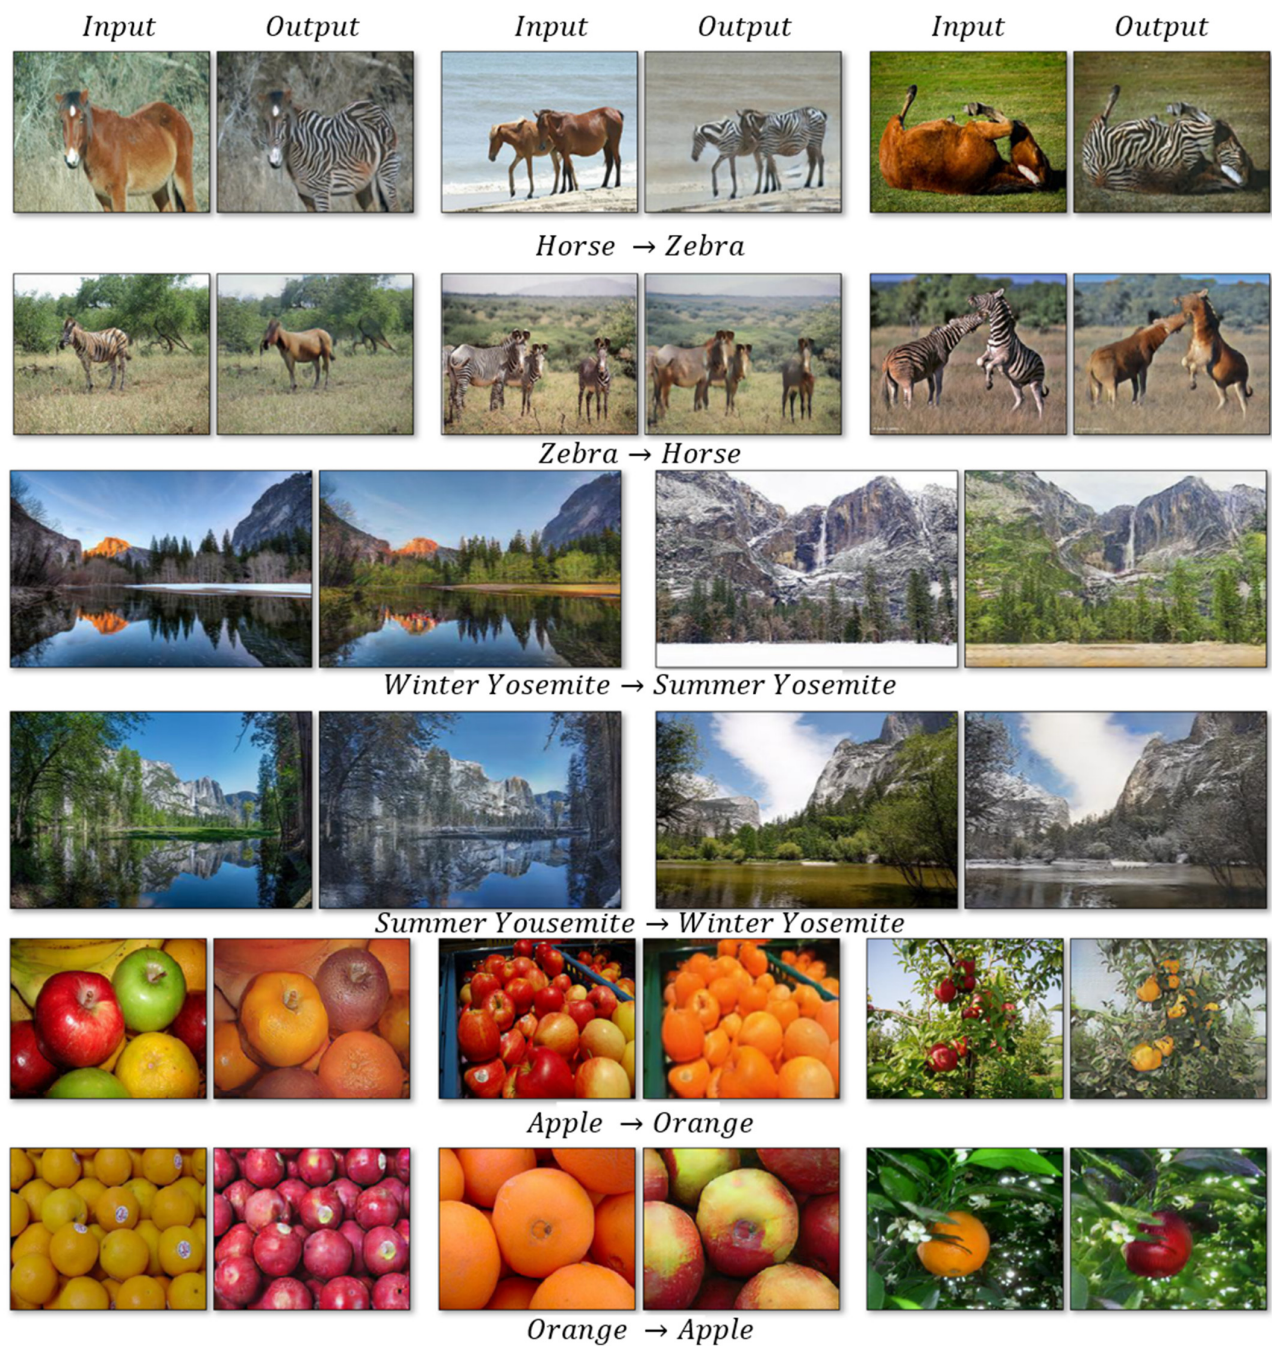 Input Output Input Output Input Output
Horse → Zebra
Zebra → Horse
Winter Yosemite → Summer Yosemite
Summer Yousemite → Winter Yosemite
Apple → Orange
Orange → Apple